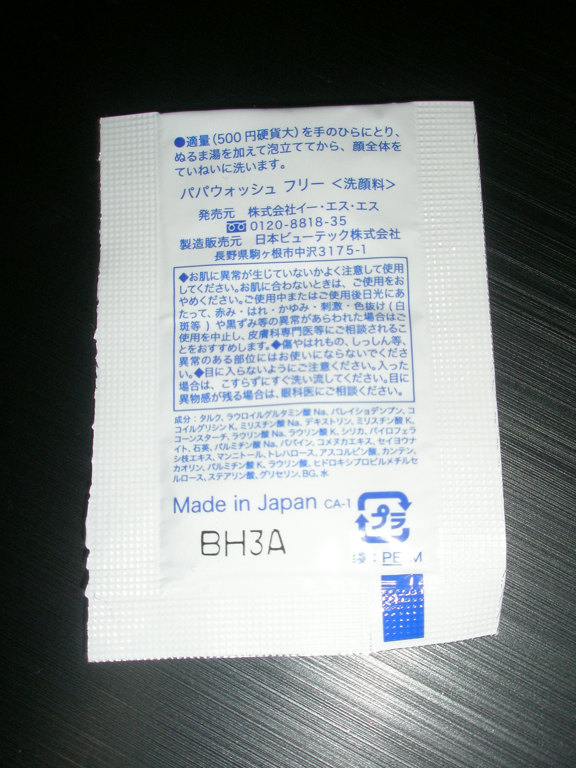 ●適量(500円硬貨大)を手のひらにとり、
ぬるま湯を加えて泡立ててから、顔全体を
ていねいに洗います。
パパウォッシュ フリー <洗顔料>
発売元 株式会社イー・エス・エス
0120-8818-35
製造販売元 日本ビューテック株式会社
長野県駒ヶ根市中沢3175-1
◆お肌に異常が生じていないかよく注意して使用
してください。お肌に合わないときは、ご使用をお
やめください。ご使用中またはご使用後日光にあ
たって、赤み・はれ・かゆみ・刺激・色抜け(白
斑等)や黒ずみ等の異常があらわれた場合はご
使用を中止し、皮膚科専門医等にご相談されるこ
とをおすすめします。◆傷やはれもの、しっしん等、
異常のある部位にはお使いにならないでくださ
い。◆目に入らないようにご注意ください。入った
場合は、こすらずにすぐ洗い流してください。目に
異物感が残る場合は、眼科医にご相談ください。
成分:タルク、ラウロイルグルタミン酸Na、バレイショデンプン、コ
コイルグリシンK、ミリスチン酸Na、デキストリン、ミリスチン酸K、
コーンスターチ、ラウリン酸Na、ラウリン酸K、シリカ、パイロフェラ
イト、石英、パルミチン酸Na、パパイン、コメヌカエキス、セイヨウナ
シ枝エキス、マンニトール、トレハロース、アスコルビン酸、カンテン、
カオリン、パルミチン酸K、ラウリン酸、ヒドロキシプロピルメチルセ
ルロース、ステアリン酸、グリセリン、BG、水
Made in Japan CA-1
プラ
BH3A
袋:PE M